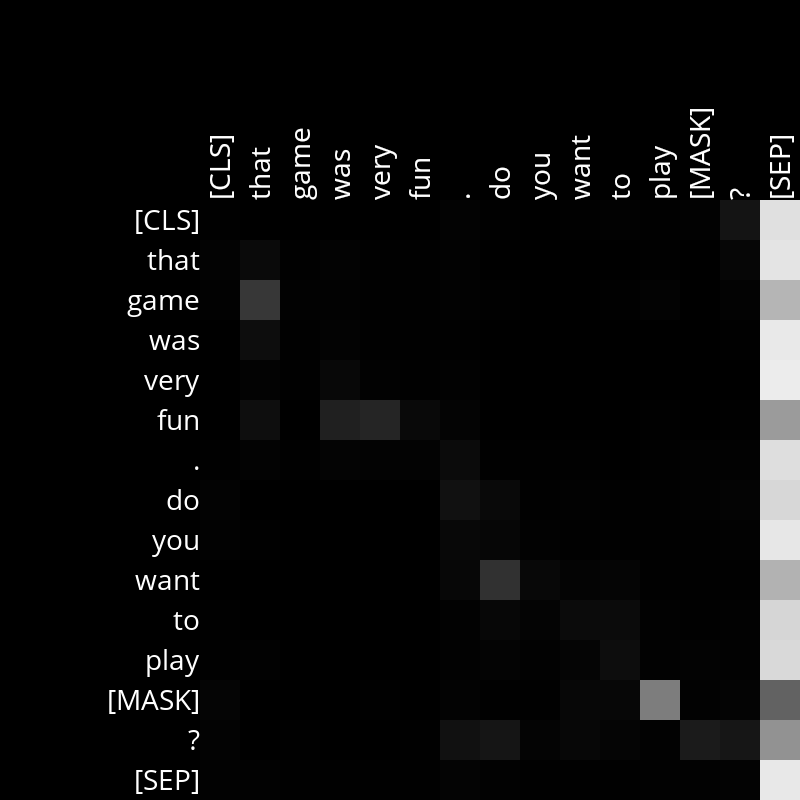 [CLS] that game was very fun . do you want to play [MASK] ? [SEP]
[CLS]
that
game
was
very
fun
.
do
you
want
to
play
[MASK]
?
[SEP]